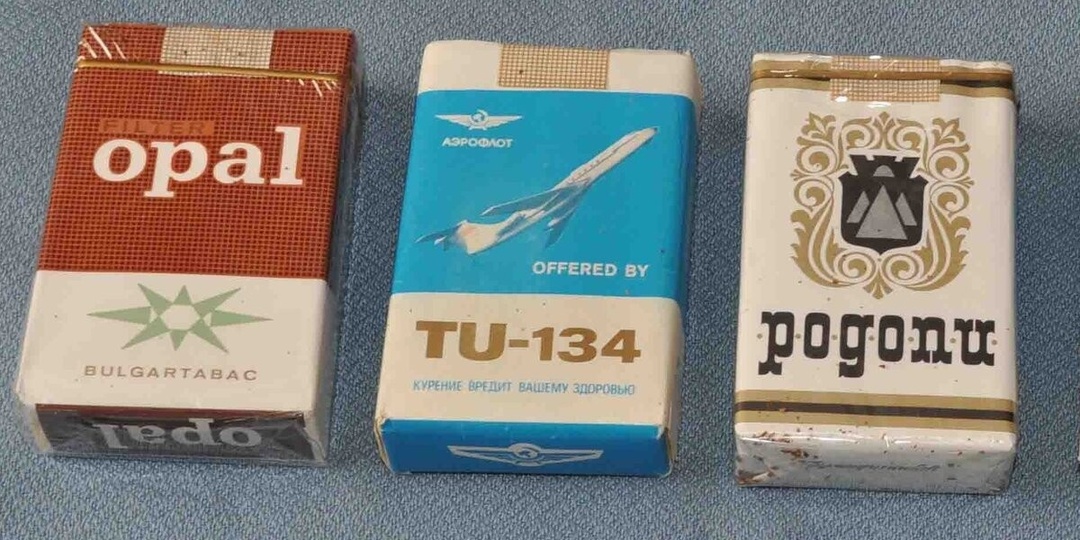 FILTER
opal
BULGARTABAC
opal
АЭРОФЛОТ
OFFERED BY
TU-134
КУРЕНИЕ ВРЕДИТ ВАШЕМУ ЗДОРОВЬЮ
родопи